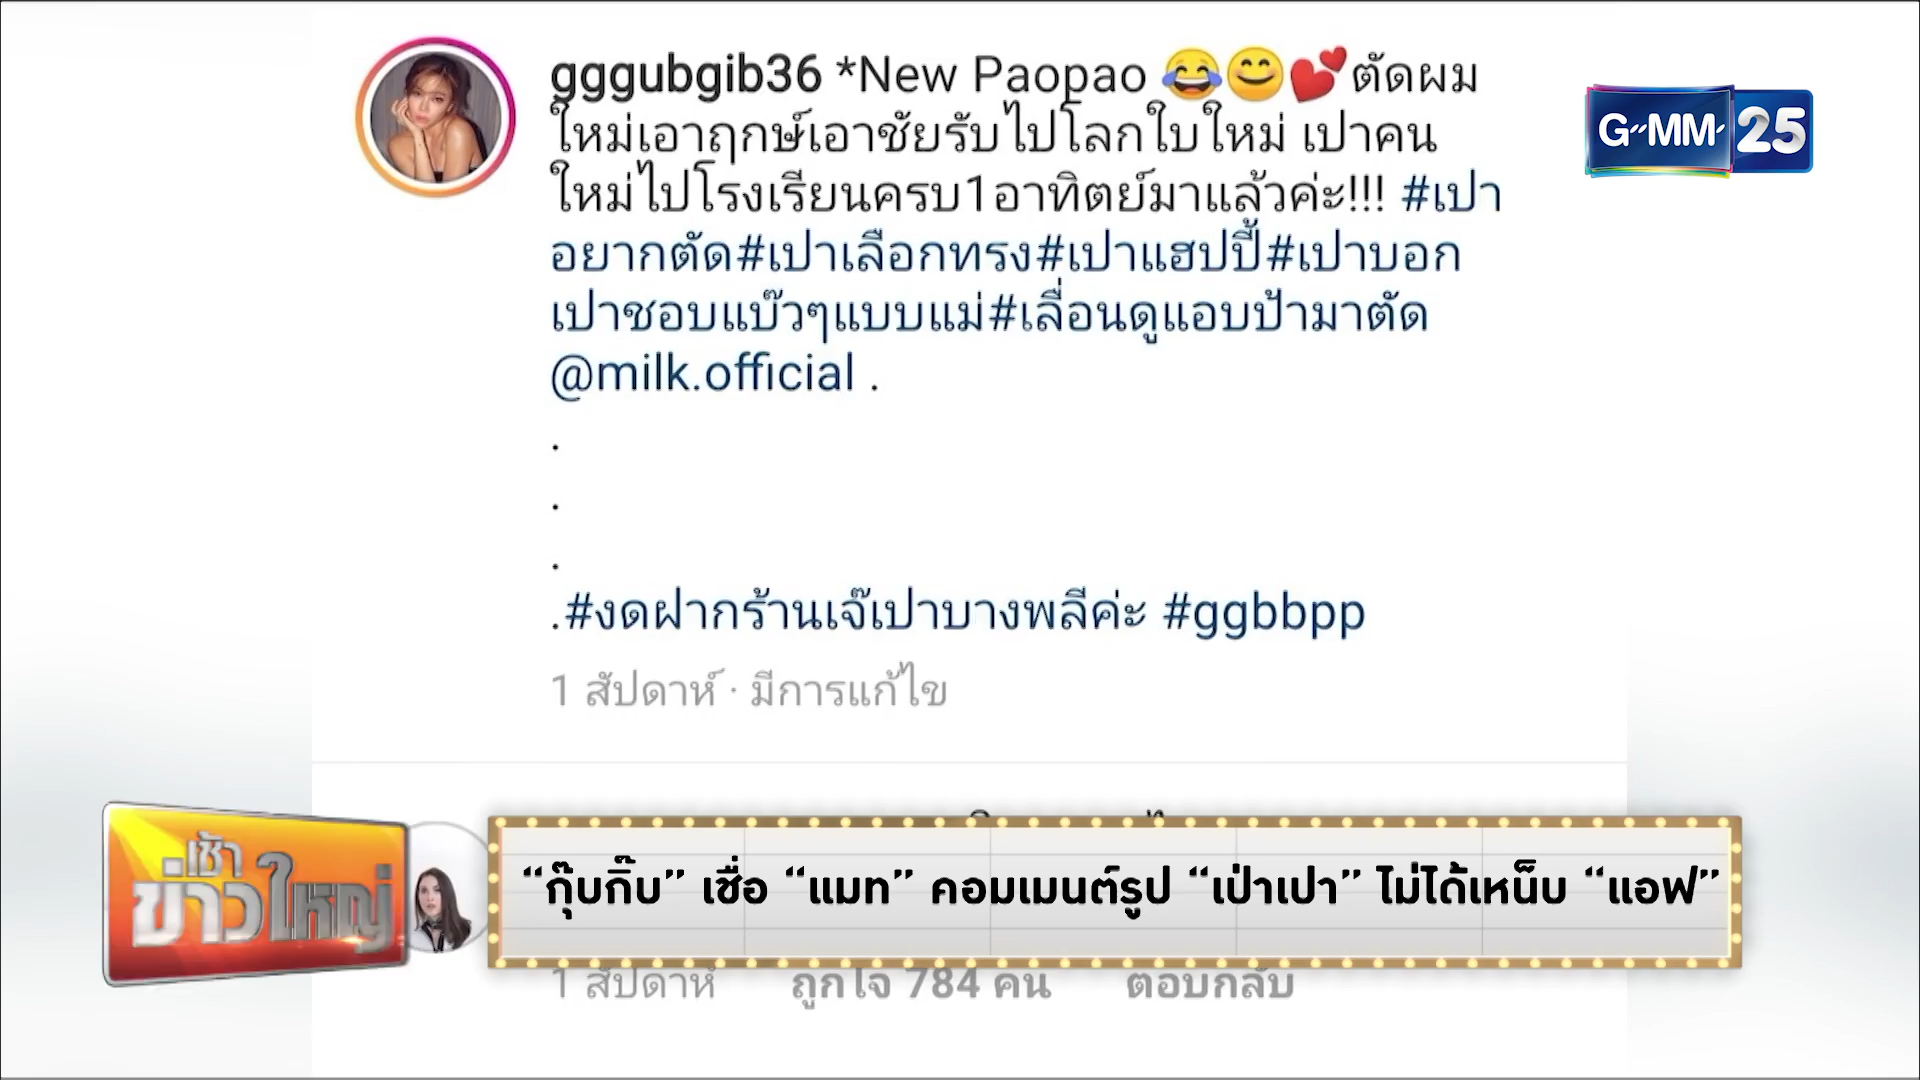 gggubgib36 *New Paopao 😂😊💕ตัดผม
ใหม่เอาฤกษ์เอาชัยรับไปโลกใบใหม่ เปาคน
ใหม่ไปโรงเรียนครบ1อาทิตย์มาแล้วค่ะ!!! #เปา
อยากตัด#เปาเลือกทรง#เปาแฮปปี้#เปาบอก
เปาชอบแบ๊วๆแบบแม่#เลื่อนดูแอบป้ามาตัด
@milk.official .
.
.
.
.#งดฝากร้านเจ๊เปาบางพลีค่ะ #ggbbpp
1 สัปดาห์ · มีการแก้ไข
G-MM 25
เช้า
ข่าวใหญ่
“กุ๊บกิ๊บ” เชื่อ “แมท” คอมเมนต์รูป “เป่าเปา” ไม่ได้เหน็บ “แอฟ”
1 สัปดาห์ ถูกใจ 784 คน ตอบกลับ